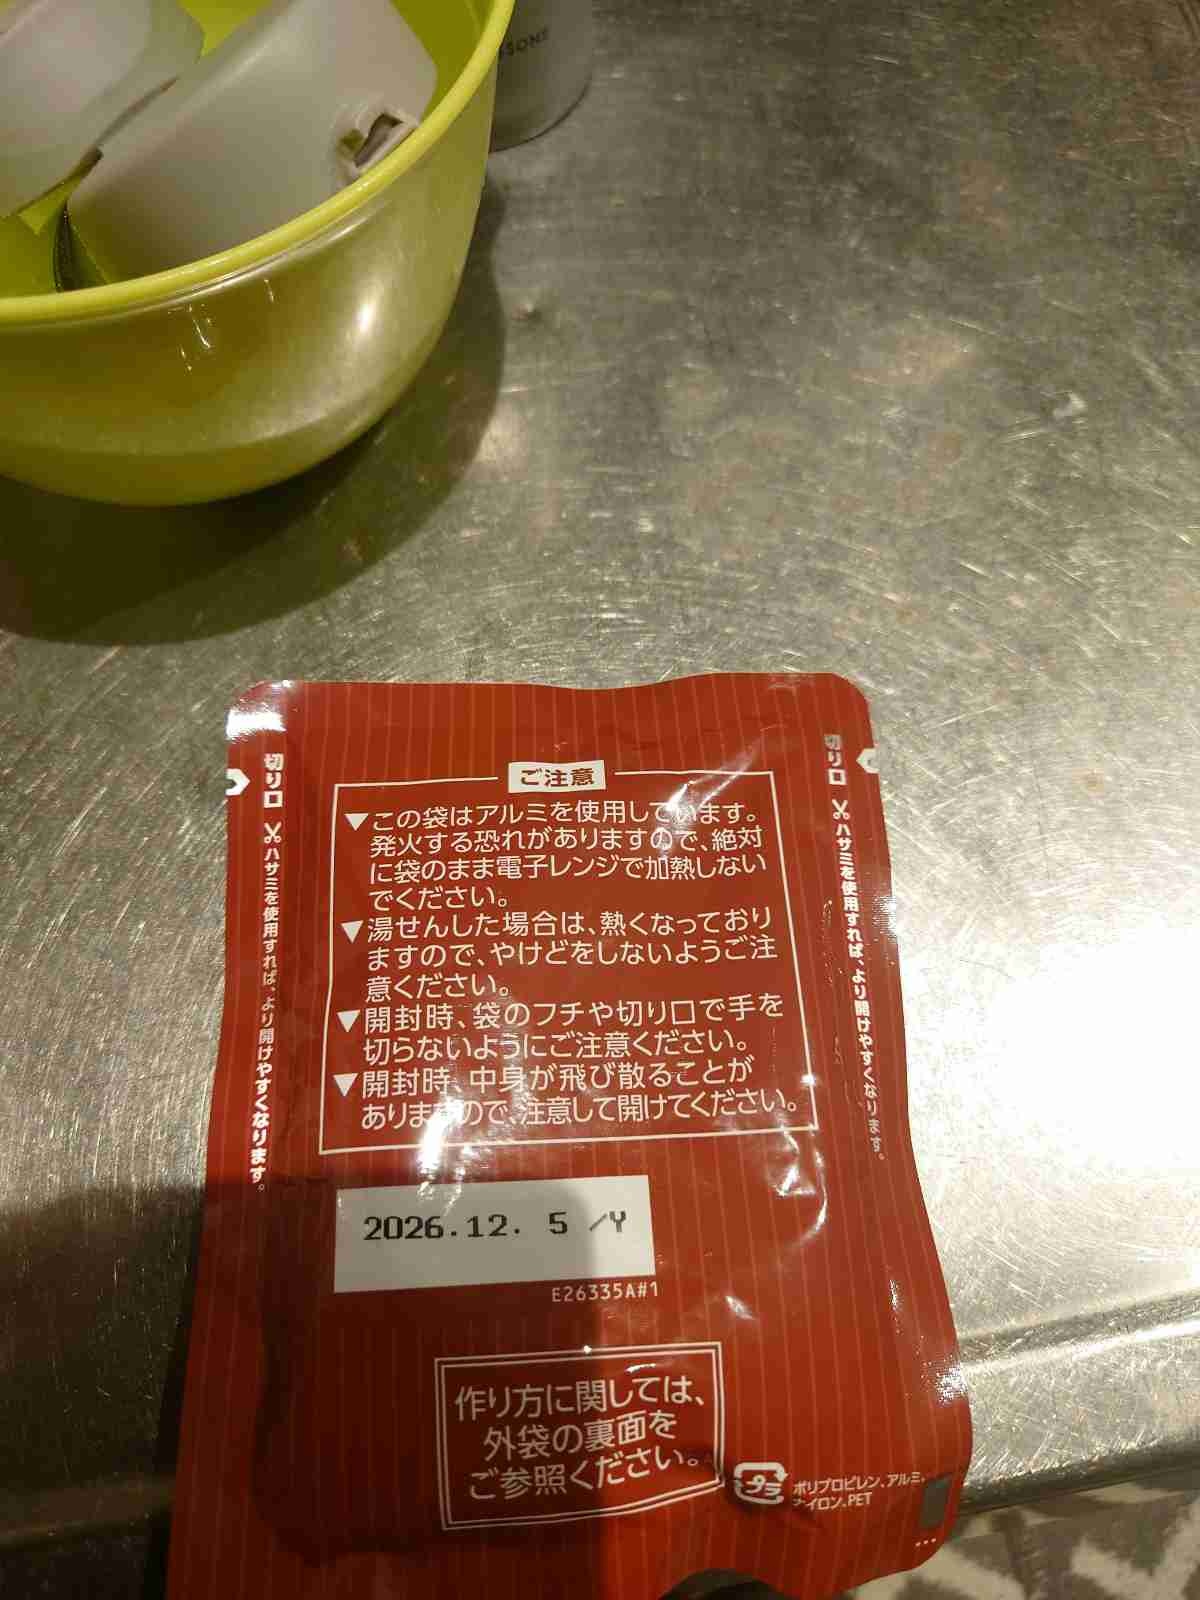 SSONE
ご注意
▼この袋はアルミを使用しています。
発火する恐れがありますので、絶対
に袋のまま電子レンジで加熱しない
でください。
▼湯せんした場合は、熱くなっており
ますので、やけどをしないようご注
意ください。
▼開封時、袋のフチや切り口で手を
切らないようにご注意ください。
▼開封時、中身が飛び散ることが
ありますので、注意して開けてください。
切り口 ハサミを使用すれば、より開けやすくなります。
切り口 ハサミを使用すれば、より開けやすくなります。
2026.12. 5 /Y
E26335A#1
作り方に関しては、
外袋の裏面を
ご参照ください。
プラ
ポリプロピレン、アルミ、
ナイロン、PET